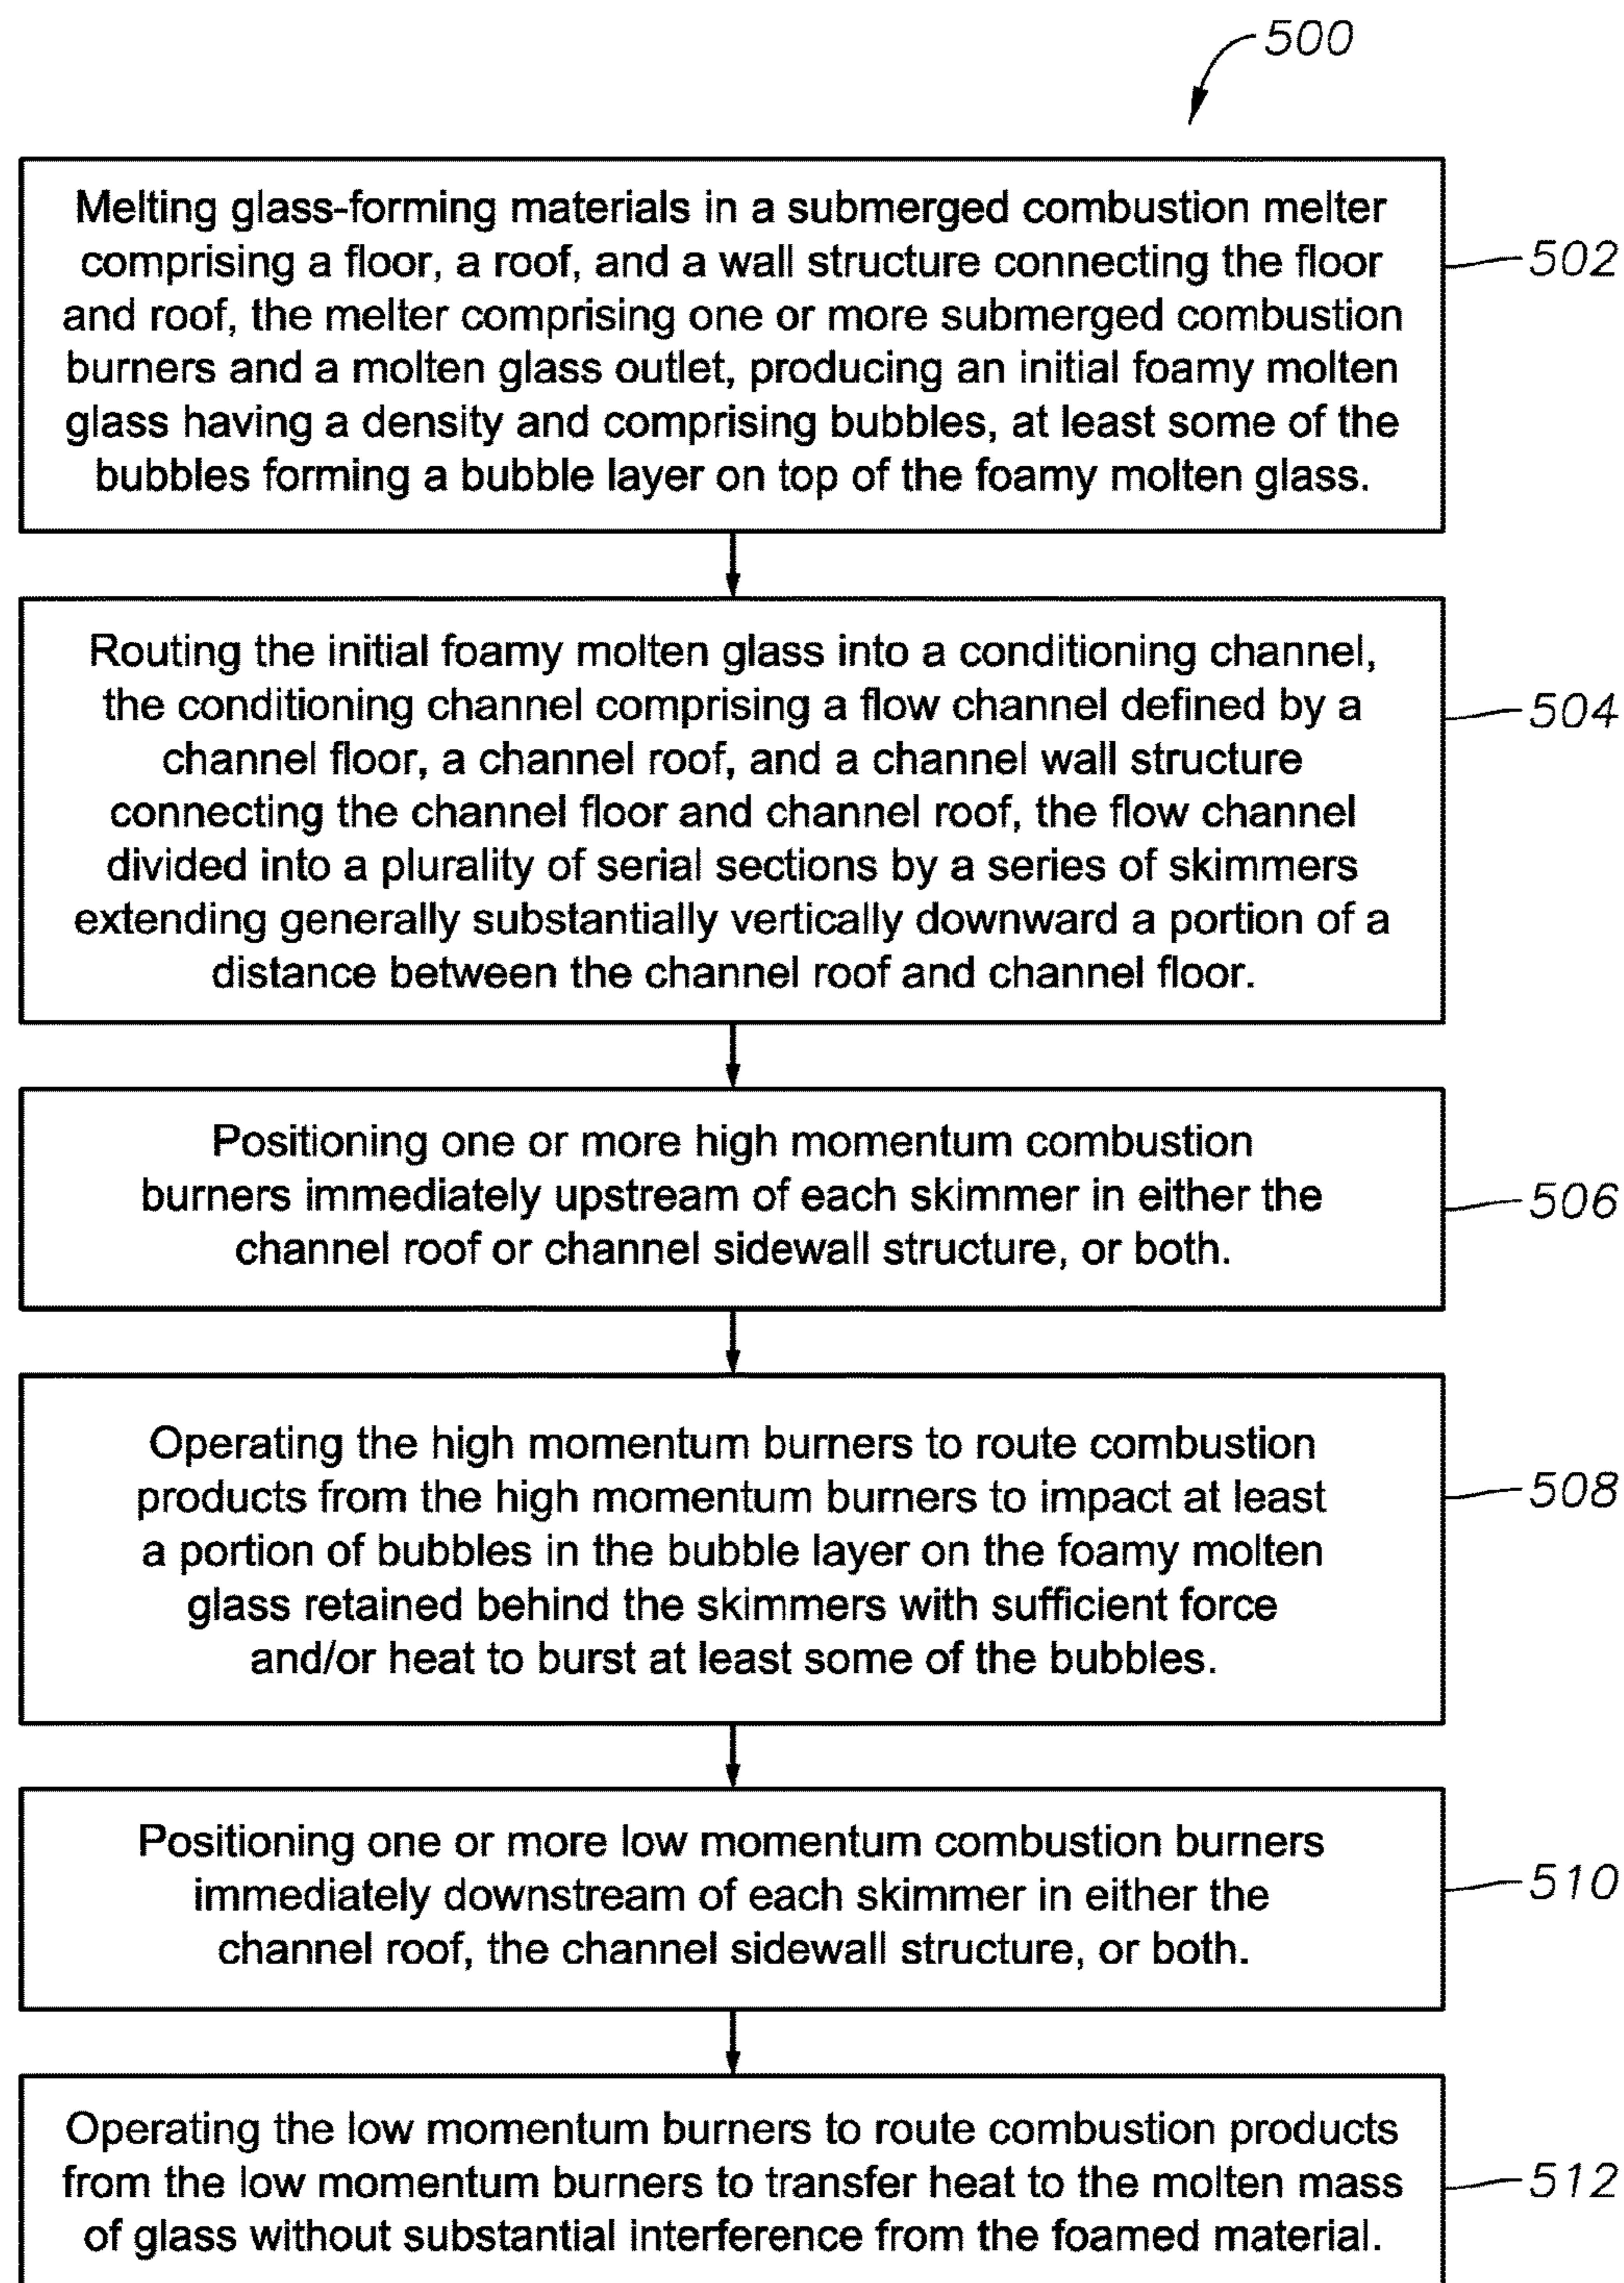 500
Melting glass-forming materials in a submerged combustion melter
comprising a floor, a roof, and a wall structure connecting the floor
and roof, the melter comprising one or more submerged combustion
burners and a molten glass outlet, producing an initial foamy molten
glass having a density and comprising bubbles, at least some of the
bubbles forming a bubble layer on top of the foamy molten glass.
502
Routing the initial foamy molten glass into a conditioning channel,
the conditioning channel comprising a flow channel defined by a
channel floor, a channel roof, and a channel wall structure
connecting the channel floor and channel roof, the flow channel
divided into a plurality of serial sections by a series of skimmers
extending generally substantially vertically downward a portion of a
distance between the channel roof and channel floor.
504
Positioning one or more high momentum combustion
burners immediately upstream of each skimmer in either the
channel roof or channel sidewall structure, or both.
506
Operating the high momentum burners to route combustion
products from the high momentum burners to impact at least
a portion of bubbles in the bubble layer on the foamy molten
glass retained behind the skimmers with sufficient force
and/or heat to burst at least some of the bubbles.
508
Positioning one or more low momentum combustion burners
immediately downstream of each skimmer in either the
channel roof, the channel sidewall structure, or both.
510
Operating the low momentum burners to route combustion products
from the low momentum burners to transfer heat to the molten mass
of glass without substantial interference from the foamed material.
512